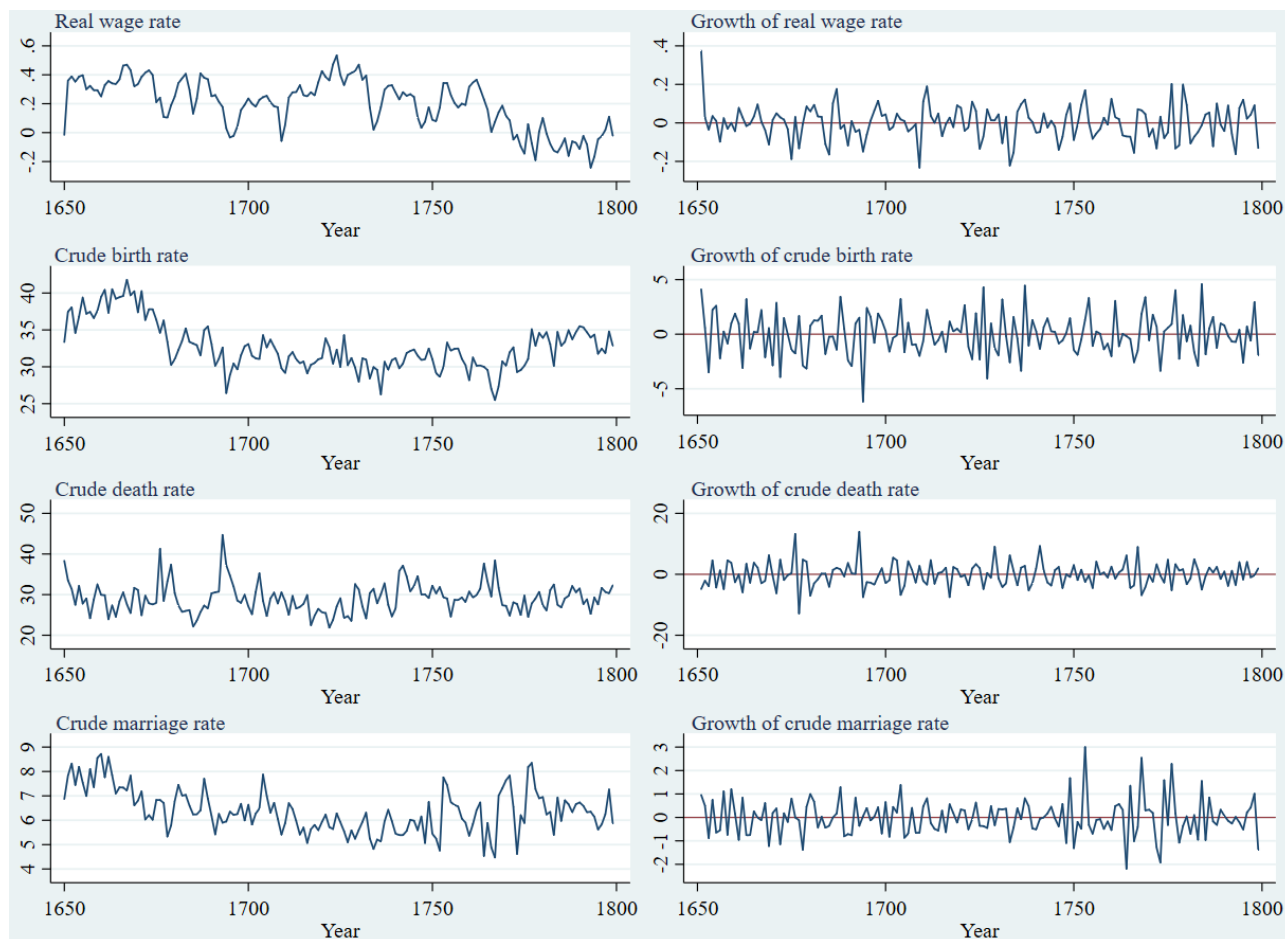 Real wage rate
.6
.4
.2
0
-.2
1650 1700 1750 1800
Year
Growth of real wage rate
.4
.2
0
-.2
1650 1700 1750 1800
Year
Crude birth rate
40
35
30
25
1650 1700 1750 1800
Year
Growth of crude birth rate
5
0
-5
1650 1700 1750 1800
Year
Crude death rate
50
40
30
20
1650 1700 1750 1800
Year
Growth of crude death rate
20
0
-20
1650 1700 1750 1800
Year
Crude marriage rate
9
8
7
6
5
4
1650 1700 1750 1800
Year
Growth of crude marriage rate
3
2
1
0
-1
-2
1650 1700 1750 1800
Year